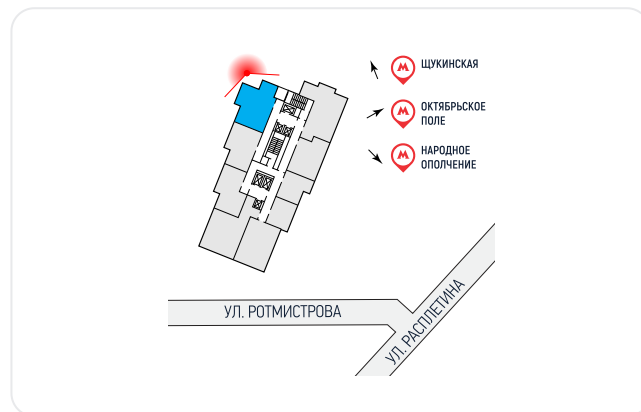 М ЩУКИНСКАЯ
М ОКТЯБРЬСКОЕ
ПОЛЕ
М НАРОДНОЕ
ОПОЛЧЕНИЕ
УЛ. РОТМИСТРОВА
УЛ. РАСПЛЕТИНА